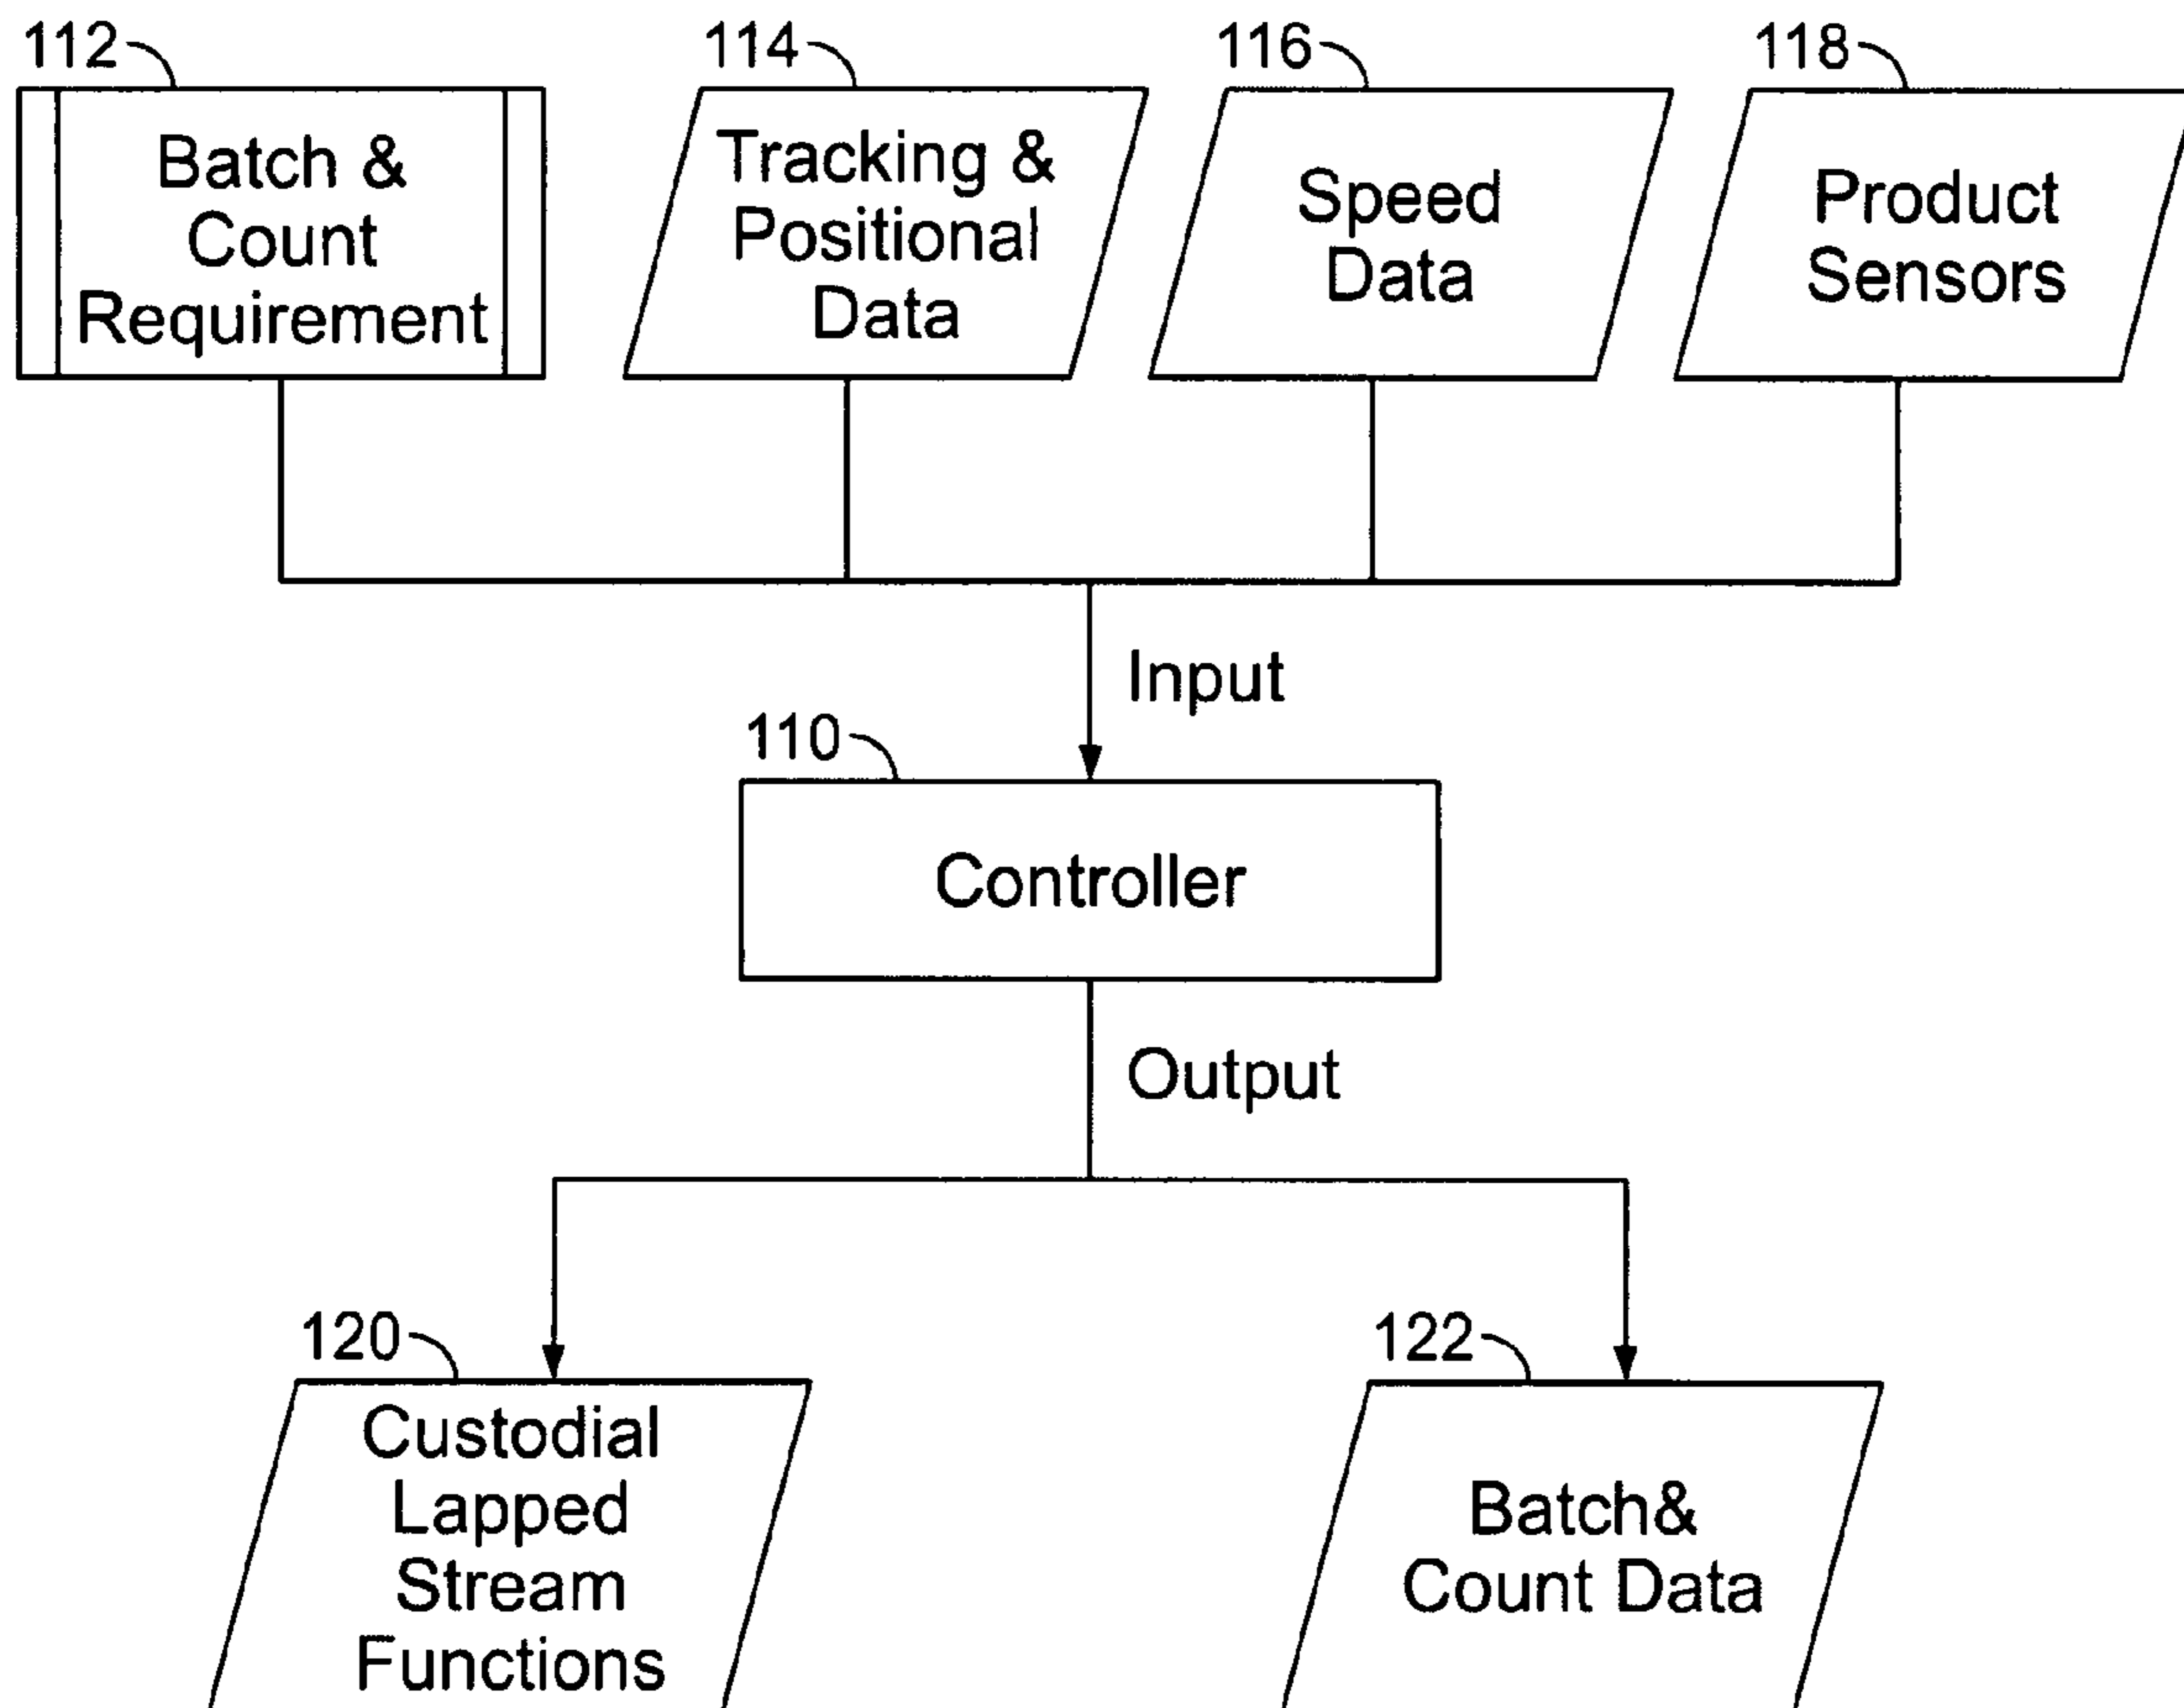 112
114
116
118
Batch &
Count
Requirement
Tracking &
Positional
Data
Speed
Data
Product
Sensors
Input
110
Controller
Output
120
122
Custodial
Lapped
Stream
Functions
Batch&
Count Data